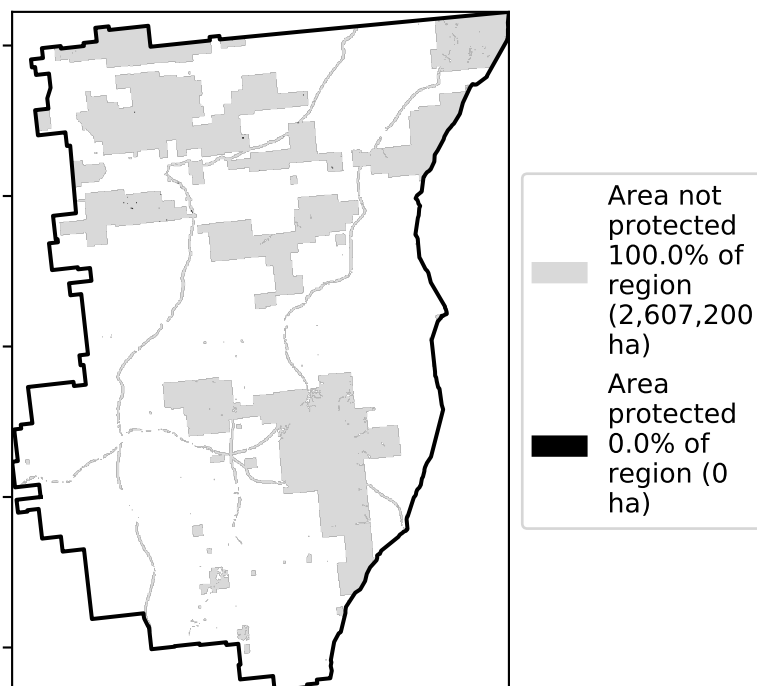 Area not
protected
100.0% of
region
(2,607,200
ha)
Area
protected
0.0% of
region (0
ha)